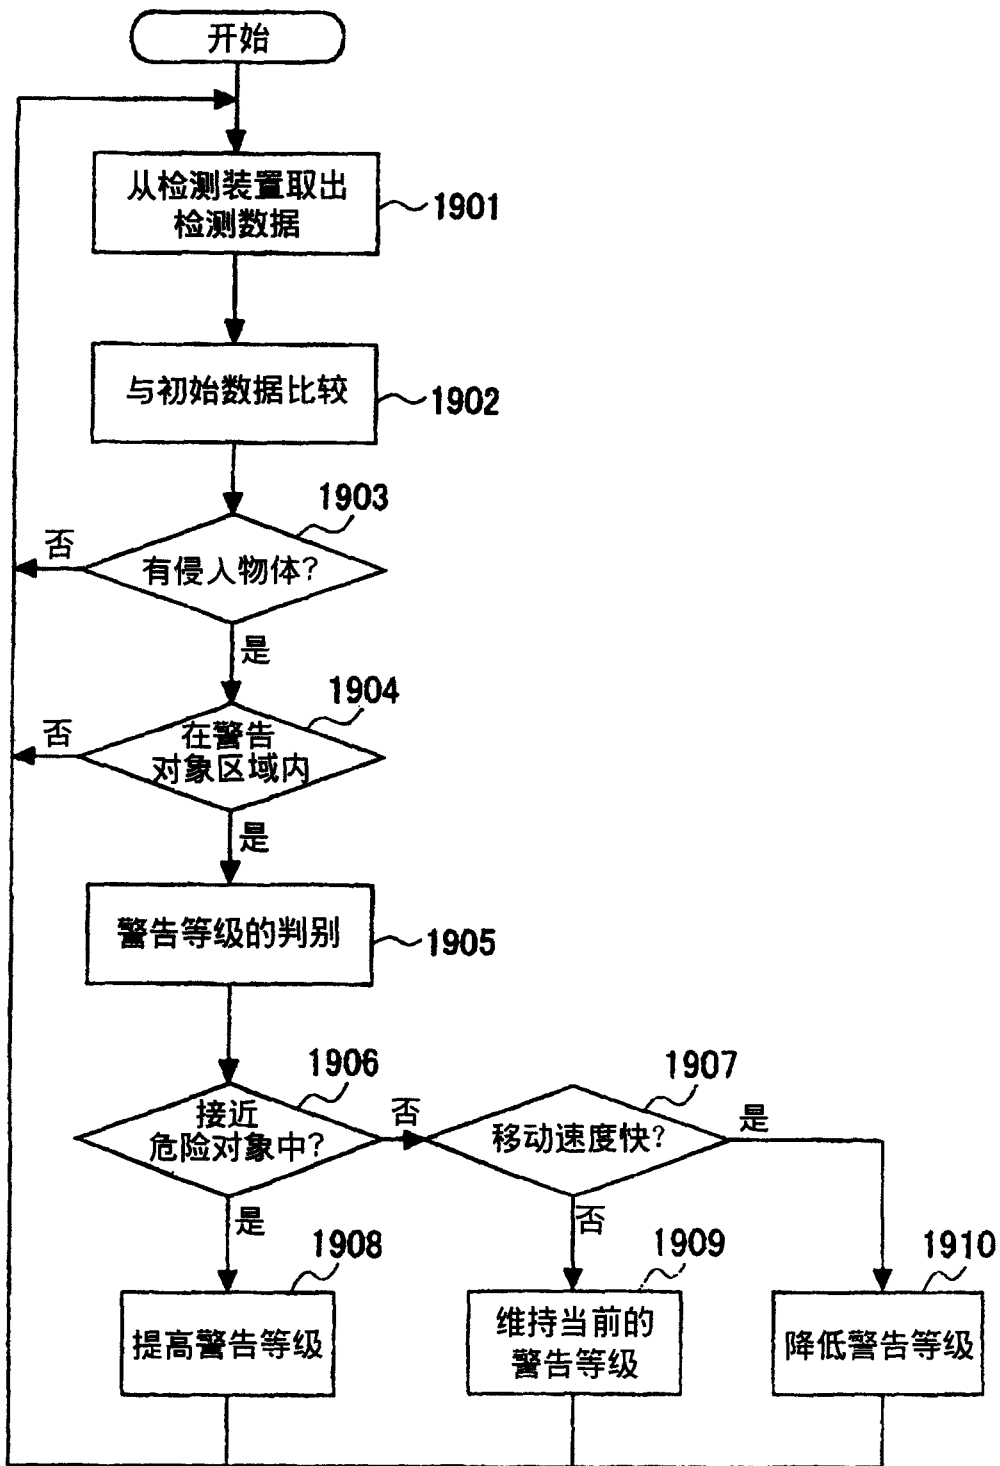 开始
从检测装置取出
检测数据
1901
与初始数据比较
1902
1903
有侵入物体?
否
是
1904
在警告
对象区域内
否
是
警告等级的判别
1905
1906
接近
危险对象中?
否
是
1907
移动速度快?
是
否
1908
提高警告等级
1909
维持当前的
警告等级
1910
降低警告等级